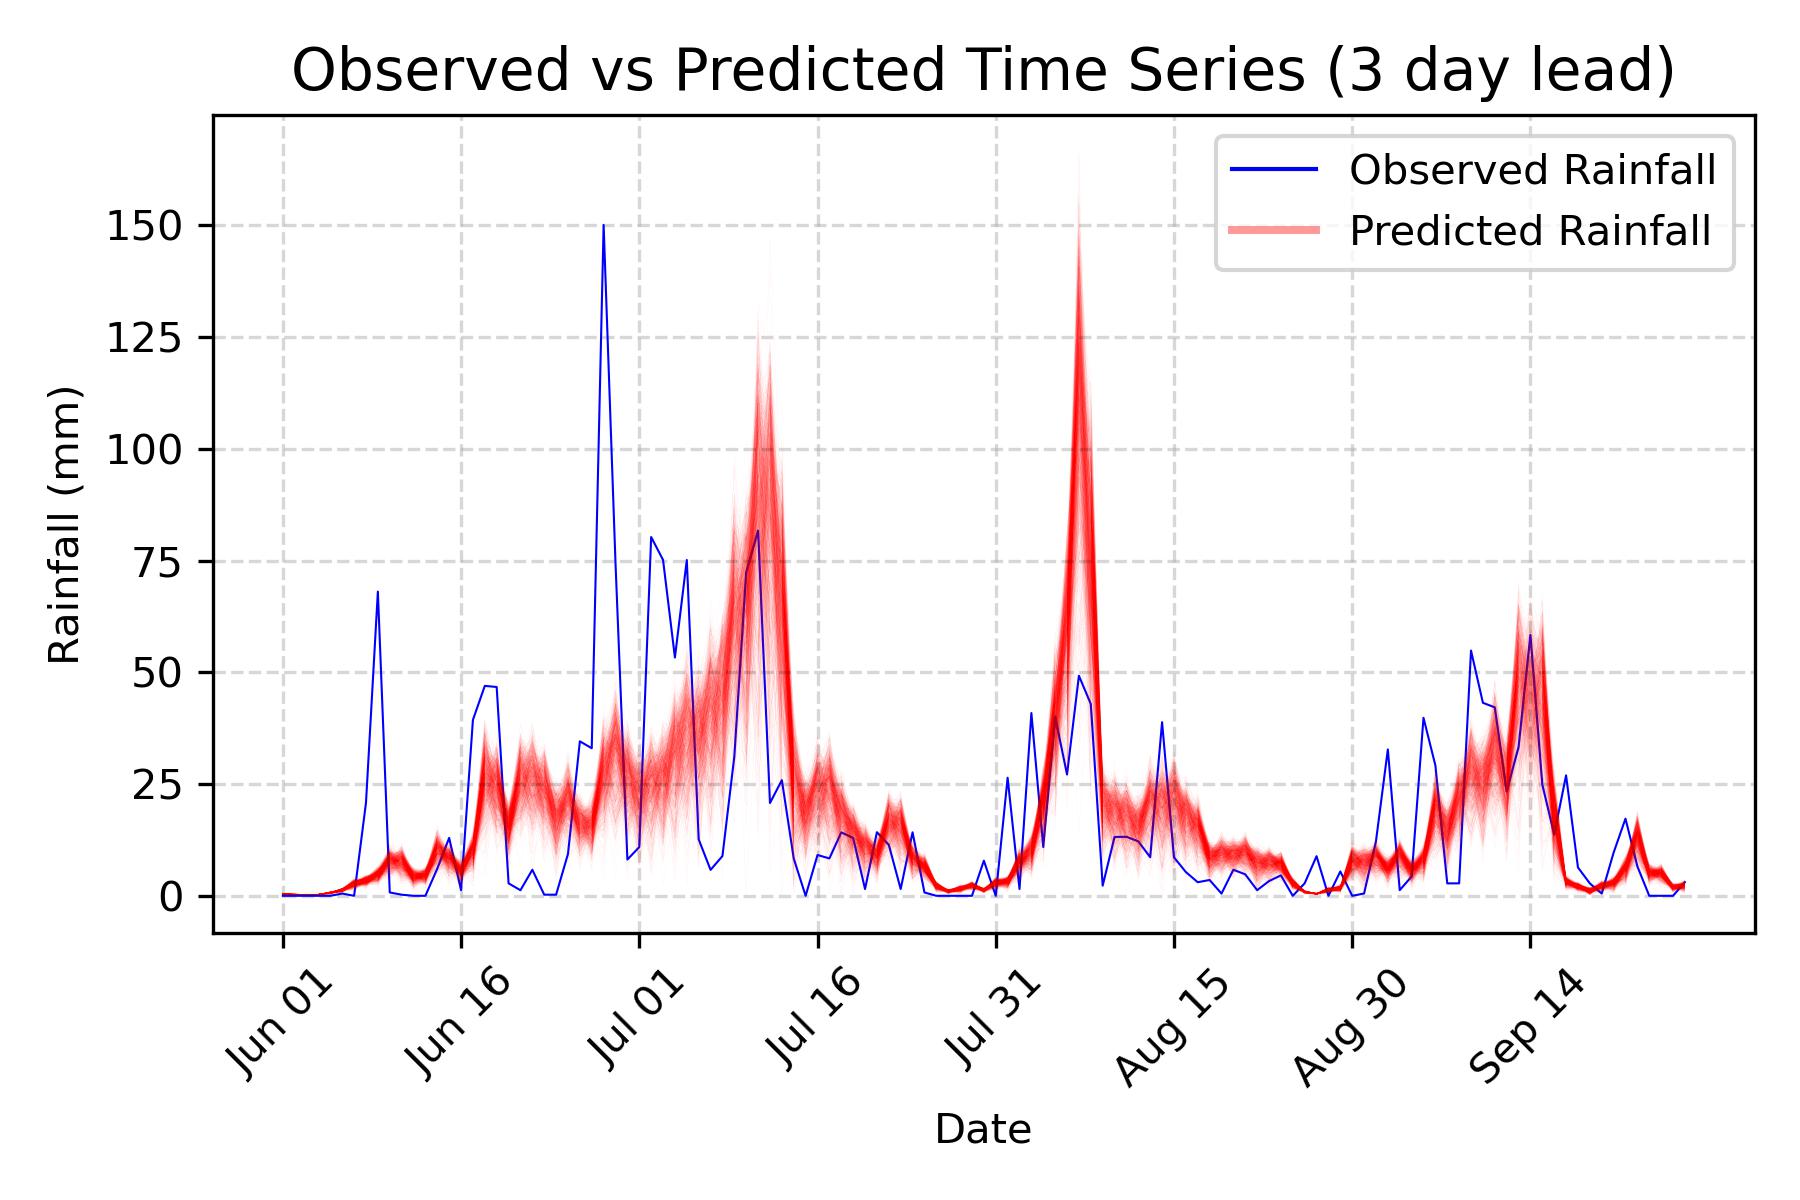 Observed vs Predicted Time Series (3 day lead)
Observed Rainfall
Predicted Rainfall
Rainfall (mm)
150
125
100
75
50
25
0
Jun 01
Jun 16
Jul 01
Jul 16
Jul 31
Aug 15
Aug 30
Sep 14
Date